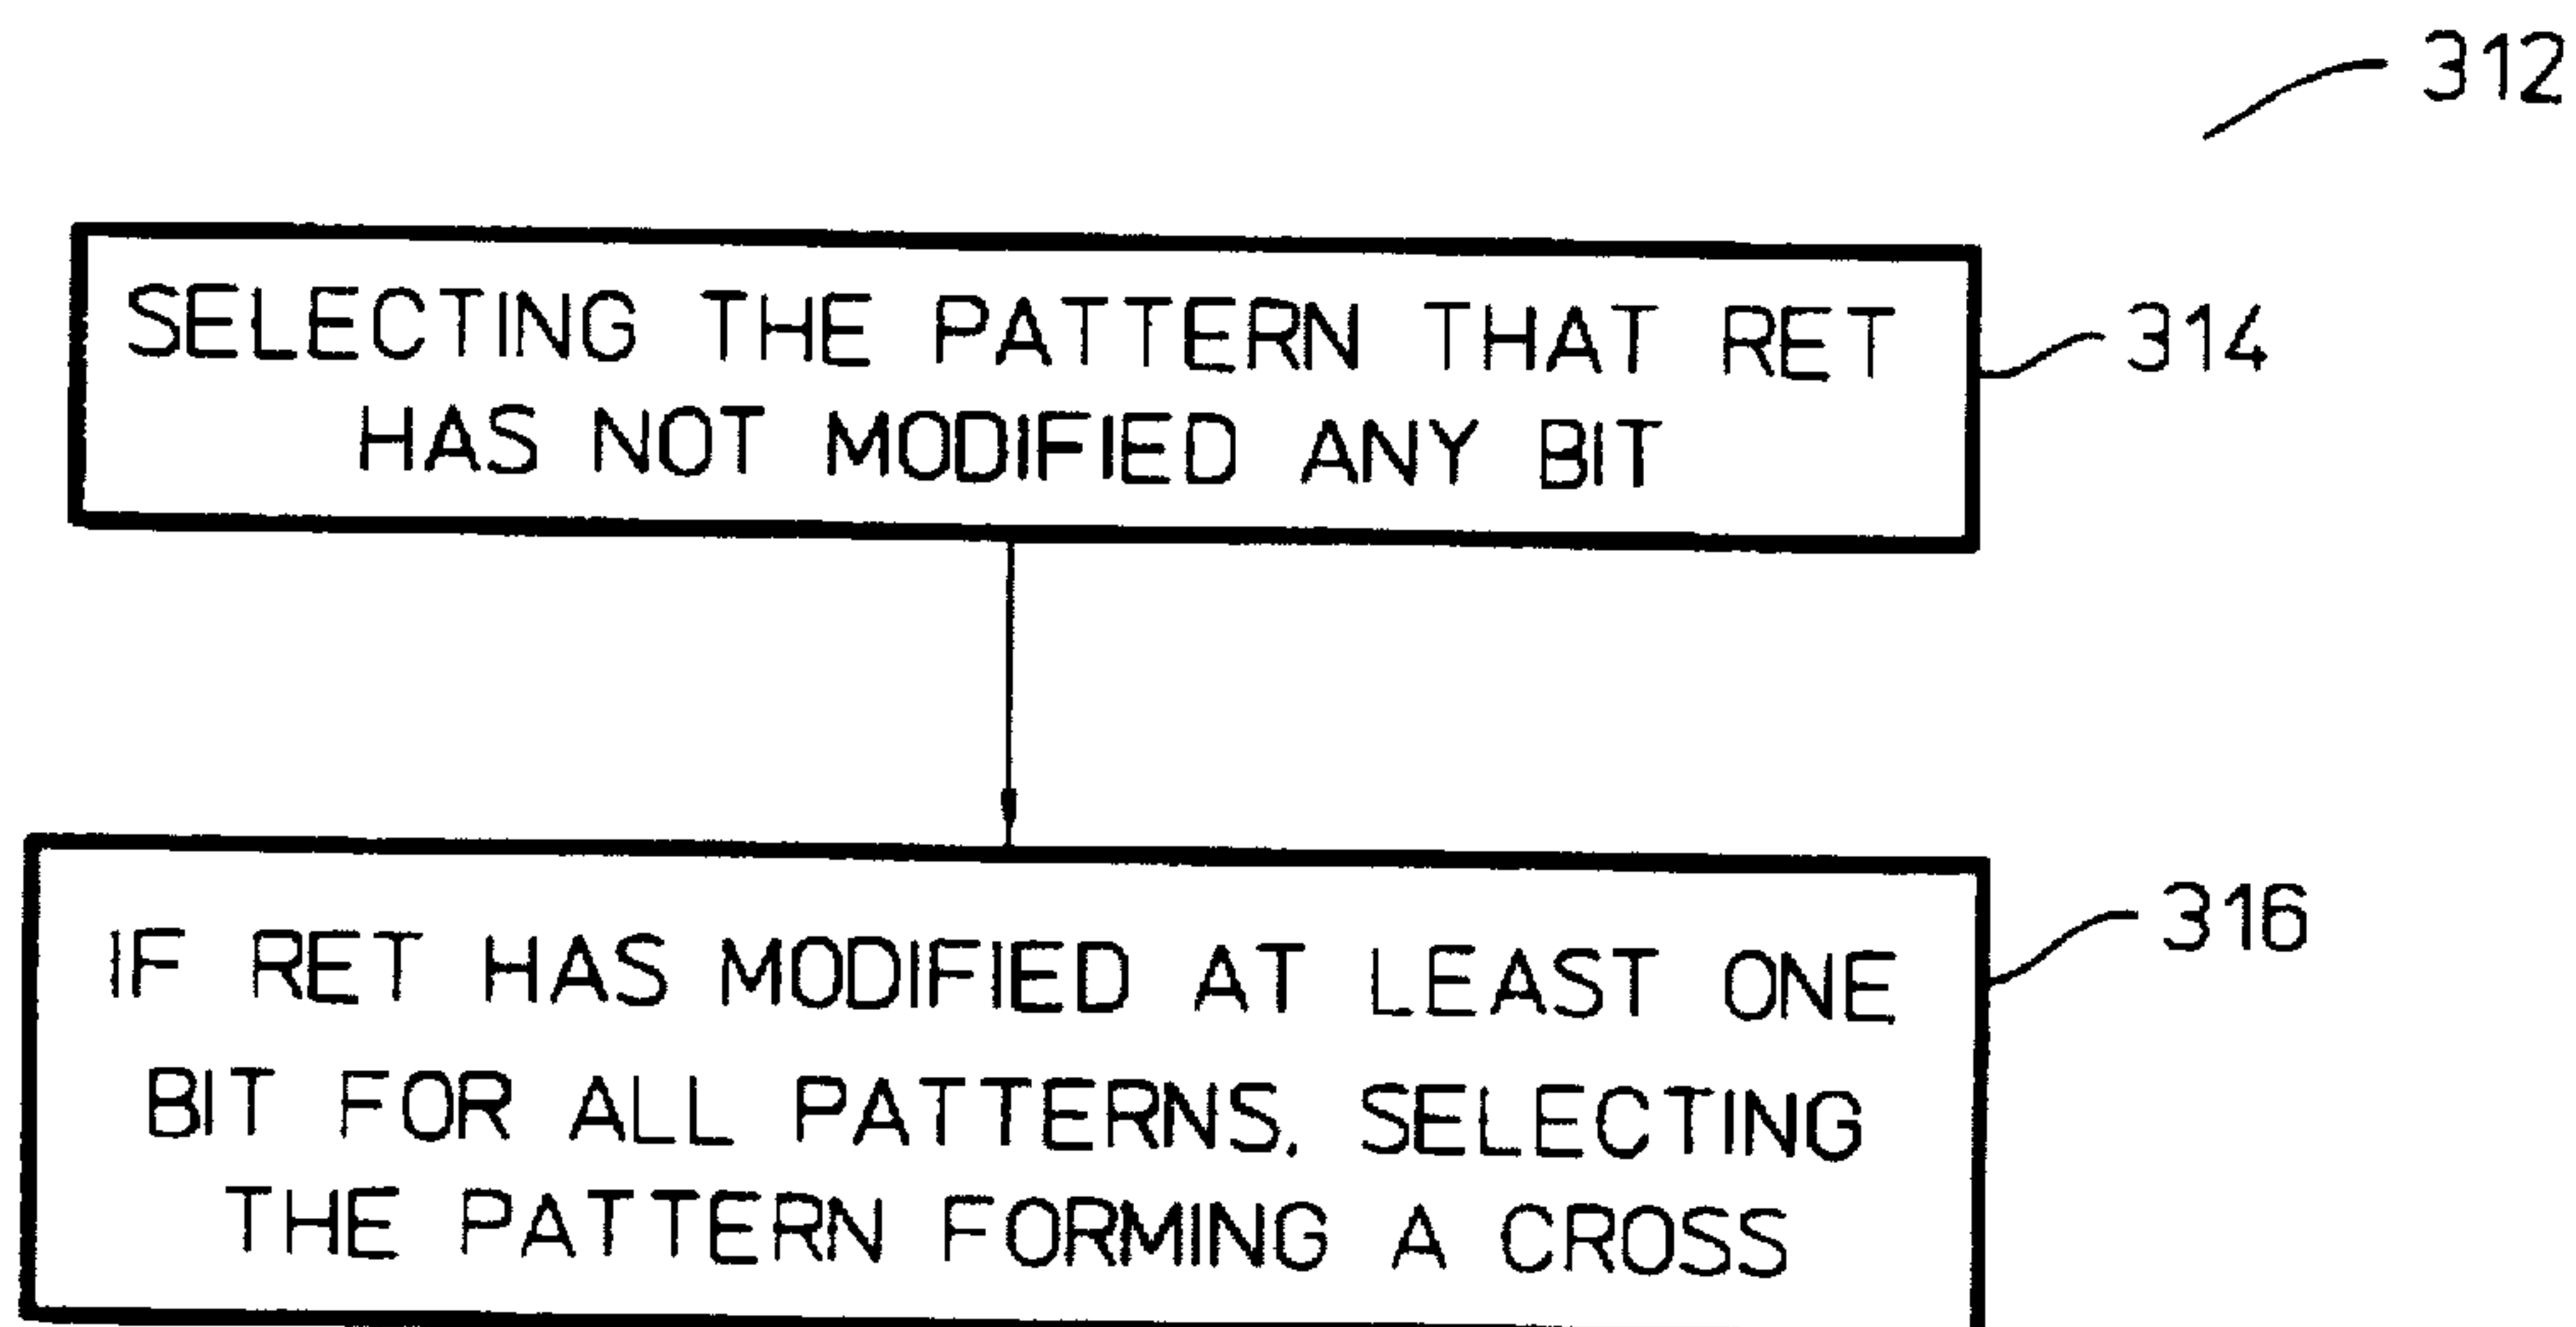 312
SELECTING THE PATTERN THAT RET
HAS NOT MODIFIED ANY BIT
314
IF RET HAS MODIFIED AT LEAST ONE
BIT FOR ALL PATTERNS, SELECTING
THE PATTERN FORMING A CROSS
316